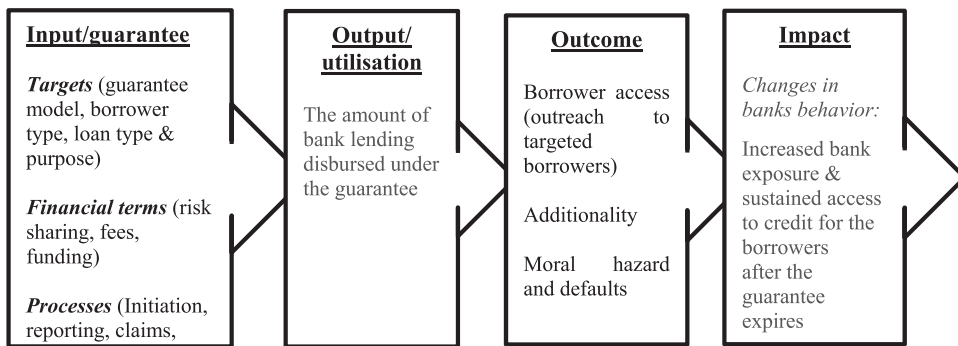 Input/guarantee
Targets (guarantee
model, borrower
type, loan type &
purpose)
Financial terms (risk
sharing, fees,
funding)
Processes (Initiation,
reporting, claims,
Output/
utilisation
The amount of
bank lending
disbursed under
the guarantee
Outcome
Borrower access
(outreach to
targeted
borrowers)
Additionality
Moral hazard
and defaults
Impact
Changes in
banks behavior:
Increased bank
exposure &
sustained access
to credit for the
borrowers
after the
guarantee
expires